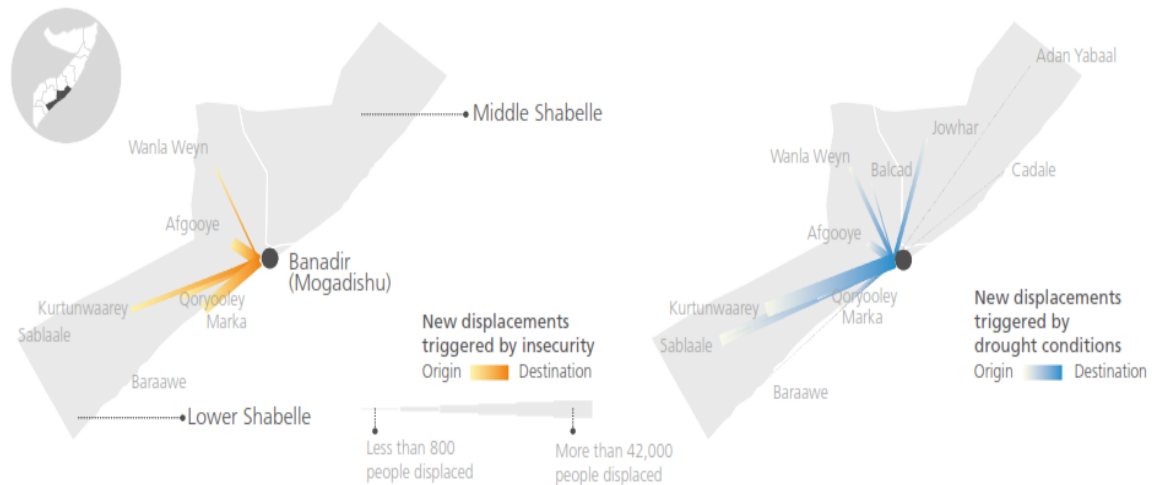 Middle Shabelle
Wanla Weyn
Afgooye
Banadir
(Mogadishu)
Kurtunwaarey
Qoryooley
Marka
Sablaale
Baraawe
Lower Shabelle
New displacements
triggered by insecurity
Origin
Destination
Less than 800
people displaced
More than 42,000
people displaced
Adan Yabaal
Jowhar
Wanla Weyn
Balcad
Cadale
Afgooye
Kurtunwaarey
Qoryooley
Marka
Sablaale
Baraawe
New displacements
triggered by
drought conditions
Origin
Destination